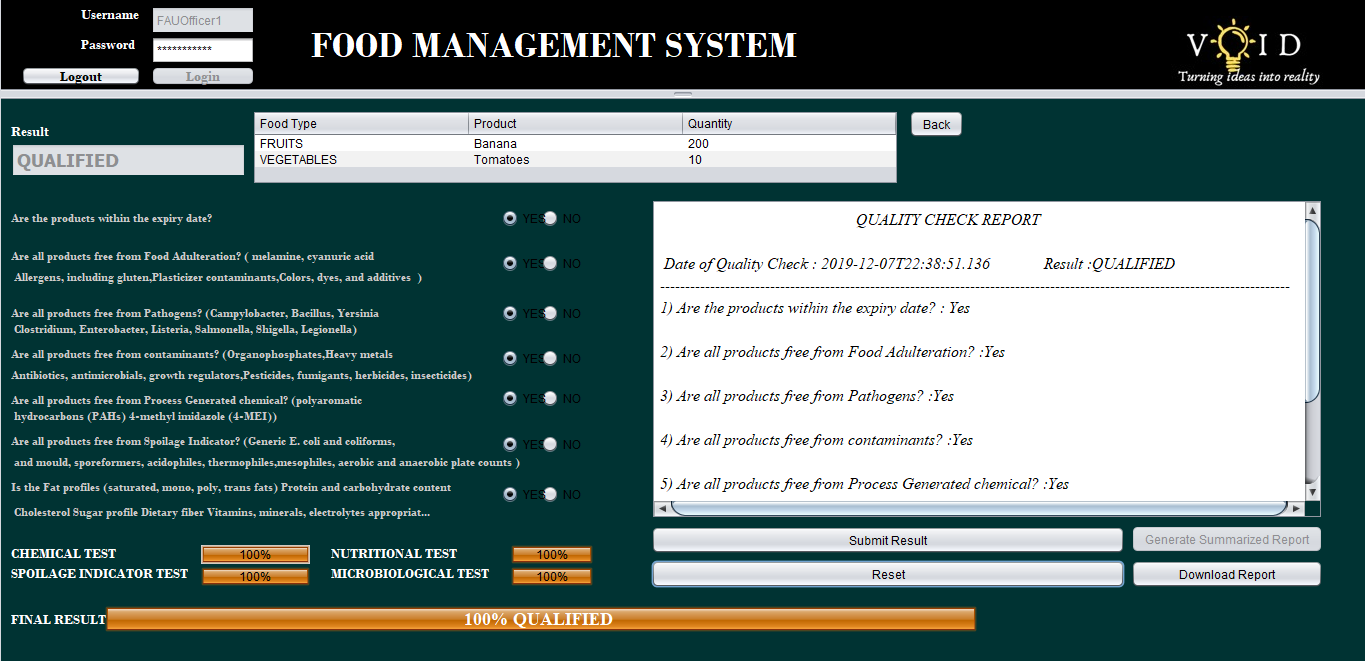 Username
FAUOfficer1
Password
***********
Logout
Login
FOOD MANAGEMENT SYSTEM
VOID
Turning ideas into reality
Result
QUALIFIED
Food Type Product Quantity
FRUITS Banana 200
VEGETABLES Tomatoes 10
Back
Are the products within the expiry date?
YES NO
Are all products free from Food Adulteration? ( melamine, cyanuric acid
Allergens, including gluten,Plasticizer contaminants,Colors, dyes, and additives )
YES NO
Are all products free from Pathogens? (Campylobacter, Bacillus, Yersinia
Clostridium, Enterobacter, Listeria, Salmonella, Shigella, Legionella)
YES NO
Are all products free from contaminants? (Organophosphates,Heavy metals
Antibiotics, antimicrobials, growth regulators,Pesticides, fumigants, herbicides, insecticides)
YES NO
Are all products free from Process Generated chemical? (polyaromatic
hydrocarbons (PAHs) 4-methyl imidazole (4-MEI))
YES NO
Are all products free from Spoilage Indicator? (Generic E. coli and coliforms,
and mould, sporeformers, acidophiles, thermophiles,mesophiles, aerobic and anaerobic plate counts )
YES NO
Is the Fat profiles (saturated, mono, poly, trans fats) Protein and carbohydrate content
Cholesterol Sugar profile Dietary fiber Vitamins, minerals, electrolytes appropriat...
YES NO
QUALITY CHECK REPORT
Date of Quality Check : 2019-12-07T22:38:51.136 Result :QUALIFIED
1) Are the products within the expiry date? : Yes
2) Are all products free from Food Adulteration? :Yes
3) Are all products free from Pathogens? :Yes
4) Are all products free from contaminants? :Yes
5) Are all products free from Process Generated chemical? :Yes
Submit Result
Generate Summarized Report
Reset
Download Report
CHEMICAL TEST 100% NUTRITIONAL TEST 100%
SPOILAGE INDICATOR TEST 100% MICROBIOLOGICAL TEST 100%
FINAL RESULT 100% QUALIFIED